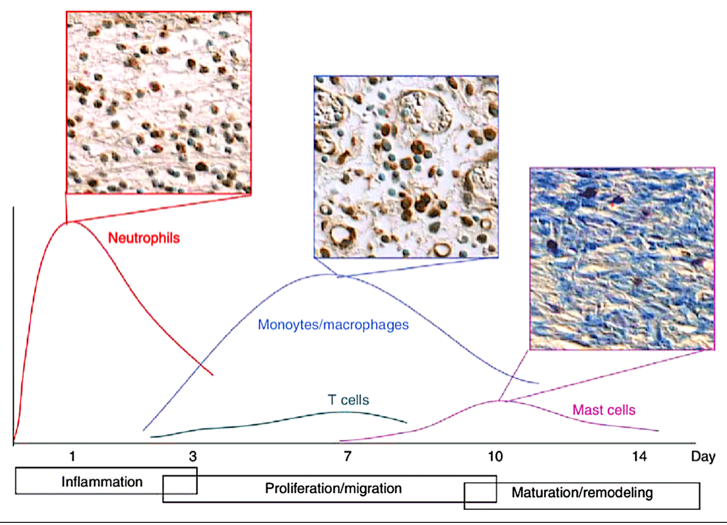 Neutrophils
Monoytes/macrophages
T cells
Mast cells
1 3 7 10 14 Day
Inflammation
Proliferation/migration
Maturation/remodeling